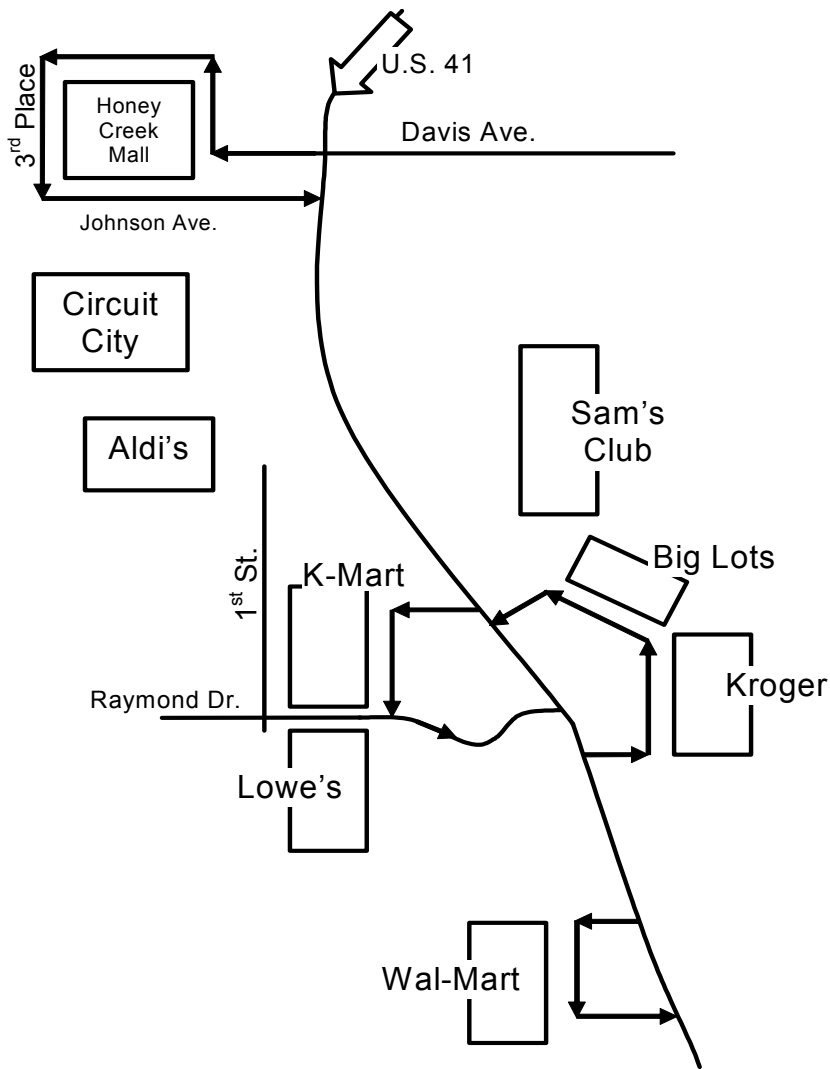 U.S. 41
3rd Place
Honey
Creek
Mall
Davis Ave.
Johnson Ave.
Circuit
City
Sam's
Club
Aldi's
1st St.
K-Mart
Big Lots
Kroger
Raymond Dr.
Lowe's
Wal-Mart